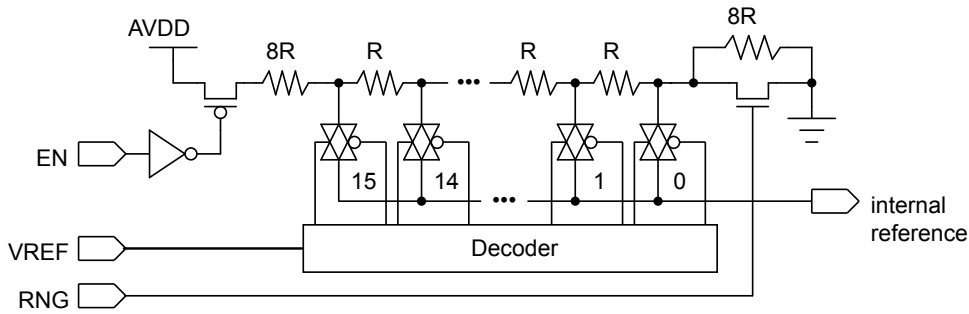 AVDD
8R
R
R
R
8R
EN
15
14
1
0
internal
reference
VREF
Decoder
RNG